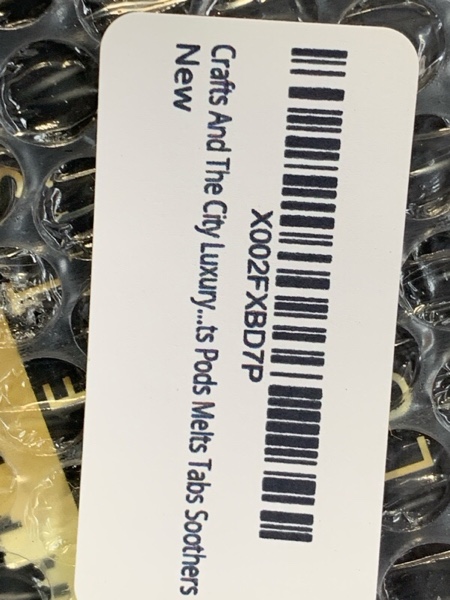 X002FXBD7P
Crafts And The City Luxury...ts Pods Melts Tabs Soothers
New